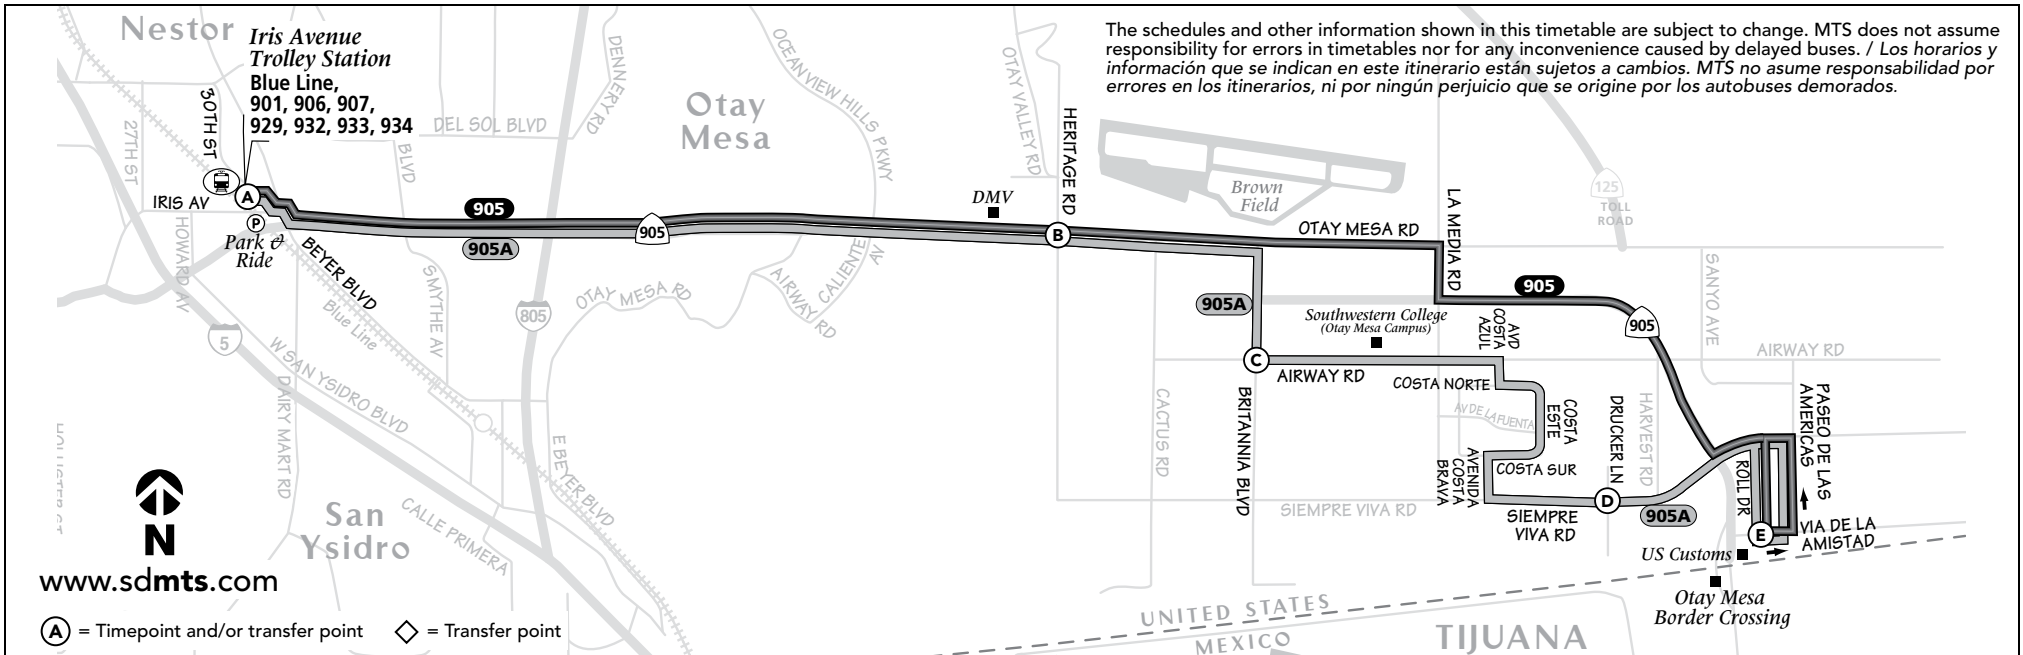 Nestor
Iris Avenue
Trolley Station
Blue Line,
901, 906, 907,
929, 932, 933, 934
The schedules and other information shown in this timetable are subject to change. MTS does not assume
responsibility for errors in timetables nor for any inconvenience caused by delayed buses. / Los horarios y
información que se indican en este itinerario están sujetos a cambios. MTS no asume responsabilidad por
errores en los itinerarios, ni por ningún perjuicio que se origine por los autobuses demorados.
30TH ST
27TH ST
DEL SOL BLVD
BLVD
DENNERY RD
Otay
Mesa
OCEAN VIEW HILLS PKWY
OTAY VALLEY RD
HERITAGE RD
Brown
Field
125
TOLL
ROAD
IRIS AV
A
P
Park &
Ride
HOWARD AV
BEYER BLVD
Blue Line
905
905A
905
SMYTHE AV
805
OTAY MESA RD
AIRWAY RD
CALIENTE
AV
DMV
B
OTAY MESA RD
LA MEDIA RD
905
905
SANYO AVE
AIRWAY RD
905A
Southwestern College
(Otay Mesa Campus)
AVD
COSTA
AZUL
C
AIRWAY RD
COSTA NORTE
COSTA
ESTE
AV DE LA FUENTA
COSTA SUR
AVENIDA
COSTA
BRAVA
CACTUS RD
BRITANNIA BLVD
SIEMPRE VIVA RD
SIEMPRE
VIVA RD
DRUCKER LN
HARVEST RD
D
905A
ROLL DR
PASEO DE LAS
AMERICAS
E
VIA DE LA
AMISTAD
US Customs
Otay Mesa
Border Crossing
5
W SAN YSIDRO BLVD
DAIRY MART RD
E BEYER BLVD
San
Ysidro
CALLE PRIMERA
HOLLISTER ST
N
www.sdmts.com
A = Timepoint and/or transfer point
= Transfer point
UNITED STATES
MEXICO
TIJUANA